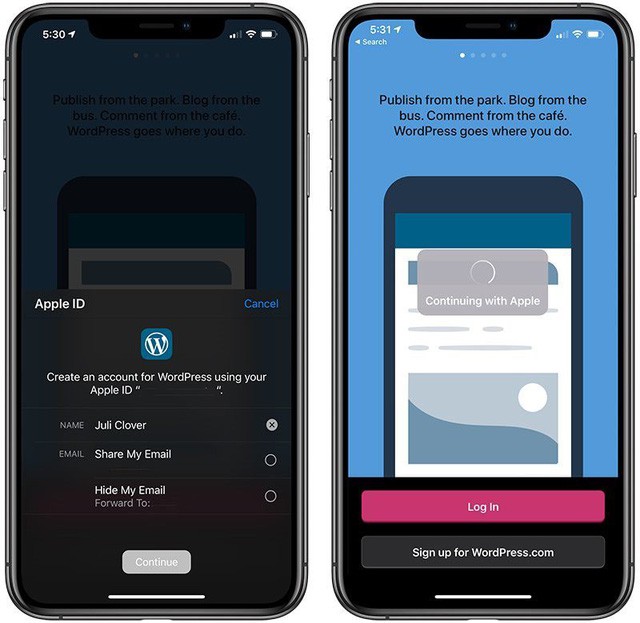 5:30
Publish from the park. Blog from the
bus. Comment from the café.
WordPress goes where you do.
Apple ID
Cancel
Create an account for WordPress using your
Apple ID “ “.
NAME Juli Clover
EMAIL Share My Email
Hide My Email
Forward To:
Continue
5:31
Search
Publish from the park. Blog from the
bus. Comment from the café.
WordPress goes where you do.
Continuing with Apple
Log In
Sign up for WordPress.com